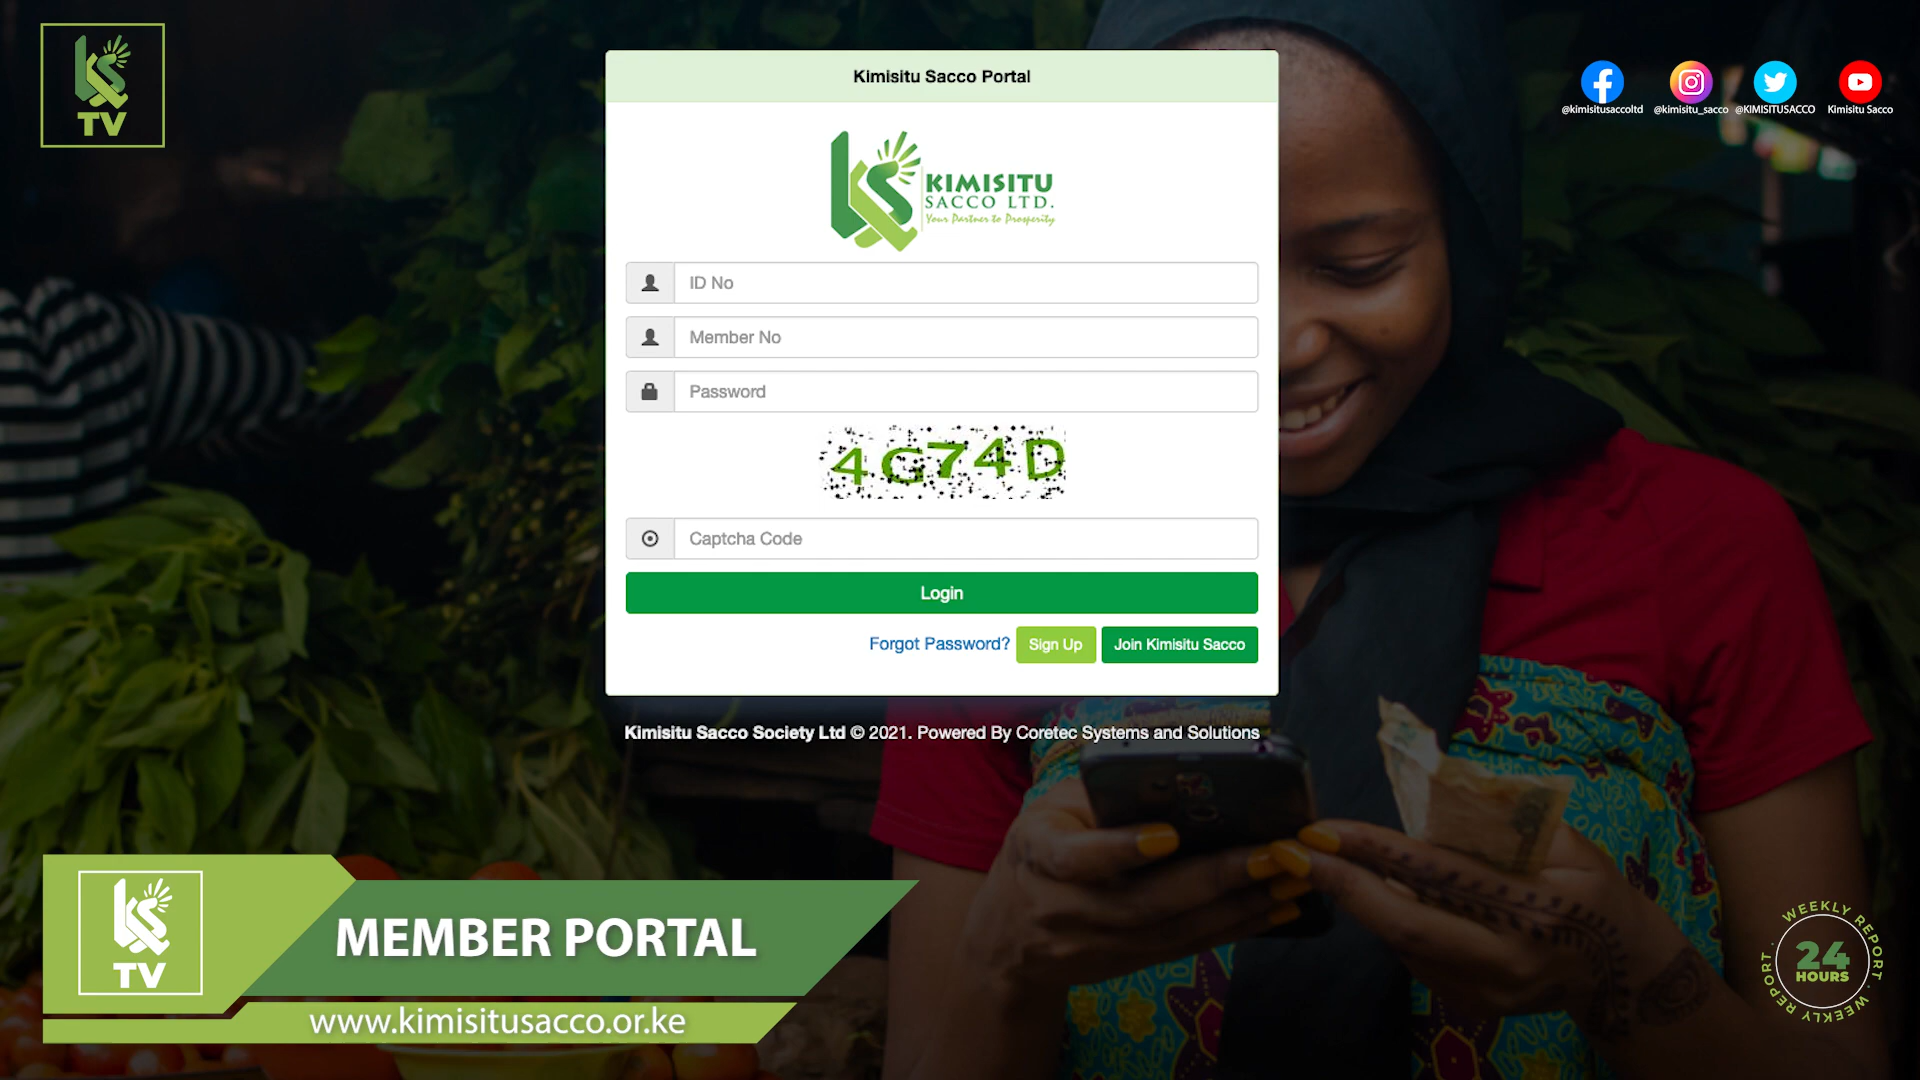 TV
Kimisitu Sacco Portal
@kimisitusaccoltd
@kimisitu_sacco
@KIMISITUSACCO
Kimisitu Sacco
KIMISITU
SACCO LTD.
Your Partner to Prosperity
ID No
Member No
Password
4G74D
Captcha Code
Login
Forgot Password? Sign Up Join Kimisitu Sacco
Kimisitu Sacco Society Ltd © 2021. Powered By Coretec Systems and Solutions
TV
MEMBER PORTAL
www.kimisitusacco.or.ke
WEEKLY REPORT · WEEKLY REPORT ·
24
HOURS